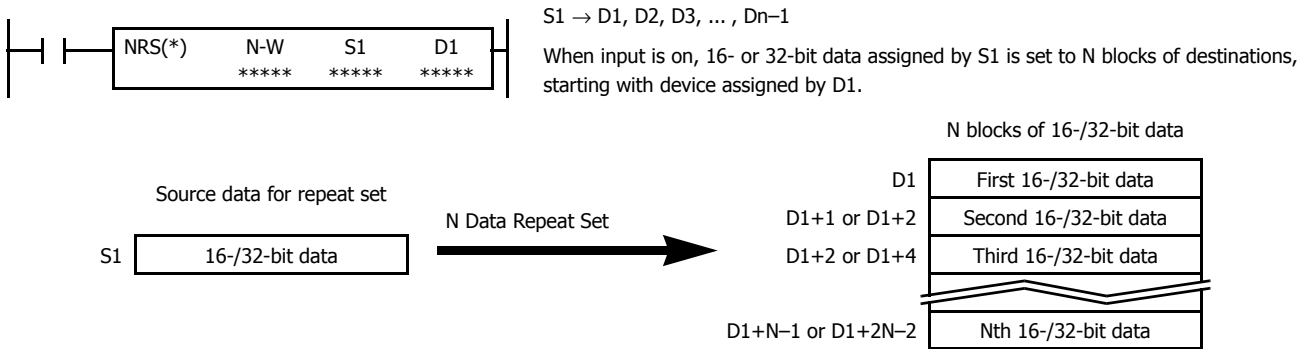 S1 → D1, D2, D3, ... , Dn–1
NRS(*) N-W S1 D1
***** ***** *****
When input is on, 16- or 32-bit data assigned by S1 is set to N blocks of destinations,
starting with device assigned by D1.
N blocks of 16-/32-bit data
Source data for repeat set
S1 16-/32-bit data
N Data Repeat Set
D1 First 16-/32-bit data
D1+1 or D1+2 Second 16-/32-bit data
D1+2 or D1+4 Third 16-/32-bit data
D1+N–1 or D1+2N–2 Nth 16-/32-bit data